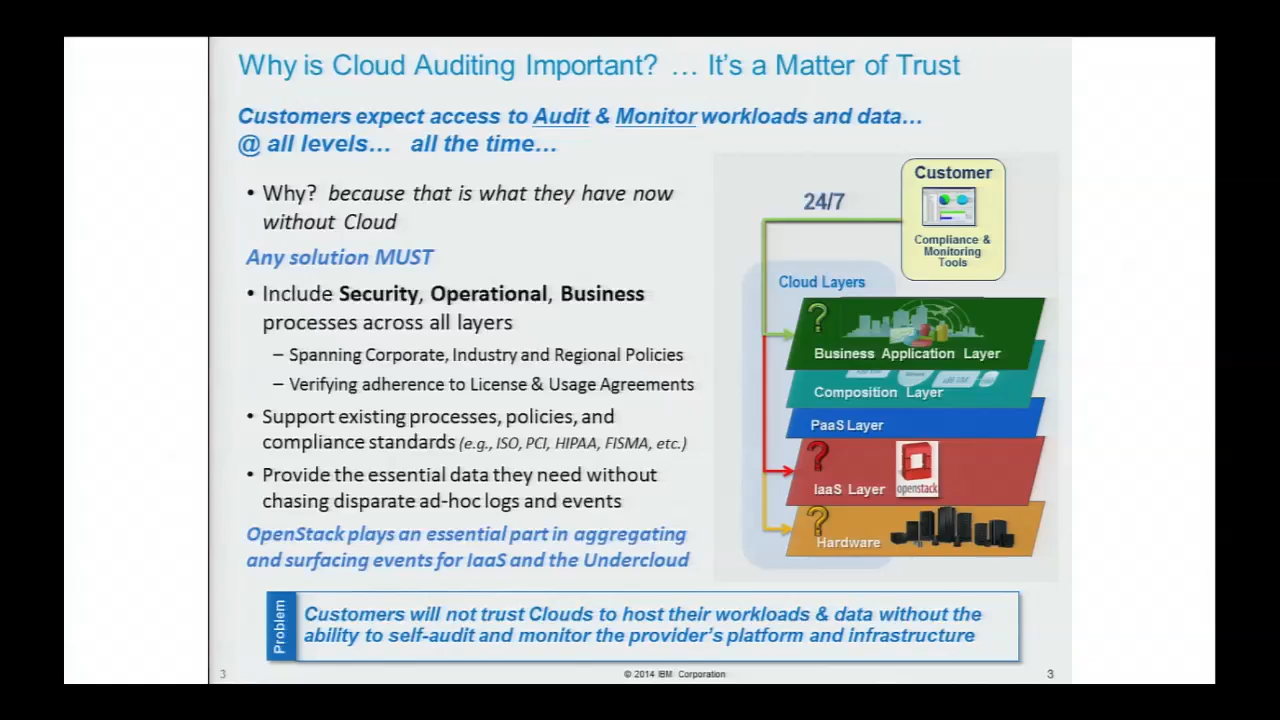 Why is Cloud Auditing Important? … It's a Matter of Trust
Customers expect access to Audit & Monitor workloads and data…
@ all levels… all the time…
• Why? because that is what they have now
without Cloud
Any solution MUST
• Include Security, Operational, Business
processes across all layers
– Spanning Corporate, Industry and Regional Policies
– Verifying adherence to License & Usage Agreements
• Support existing processes, policies, and
compliance standards (e.g., ISO, PCI, HIPAA, FISMA, etc.)
• Provide the essential data they need without
chasing disparate ad-hoc logs and events
OpenStack plays an essential part in aggregating
and surfacing events for IaaS and the Undercloud
24/7
Customer
Compliance &
Monitoring
Tools
Cloud Layers
?
Business Application Layer
Composition Layer
PaaS Layer
?
IaaS Layer
openstack
?
Hardware
Problem
Customers will not trust Clouds to host their workloads & data without the
ability to self-audit and monitor the provider's platform and infrastructure
3
© 2014 IBM Corporation
3